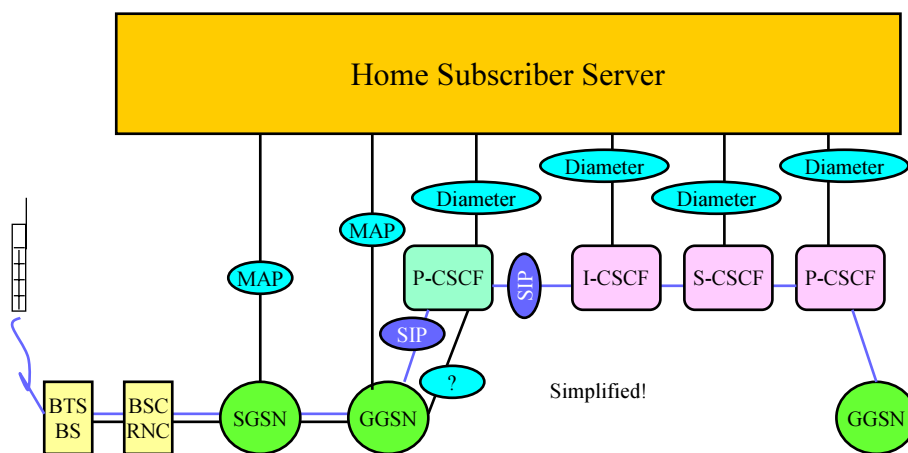 Home Subscriber Server
Diameter
Diameter
Diameter
Diameter
MAP
MAP
P-CSCF
SIP
I-CSCF
S-CSCF
P-CSCF
SIP
?
Simplified!
BTS
BS
BSC
RNC
SGSN
GGSN
GGSN